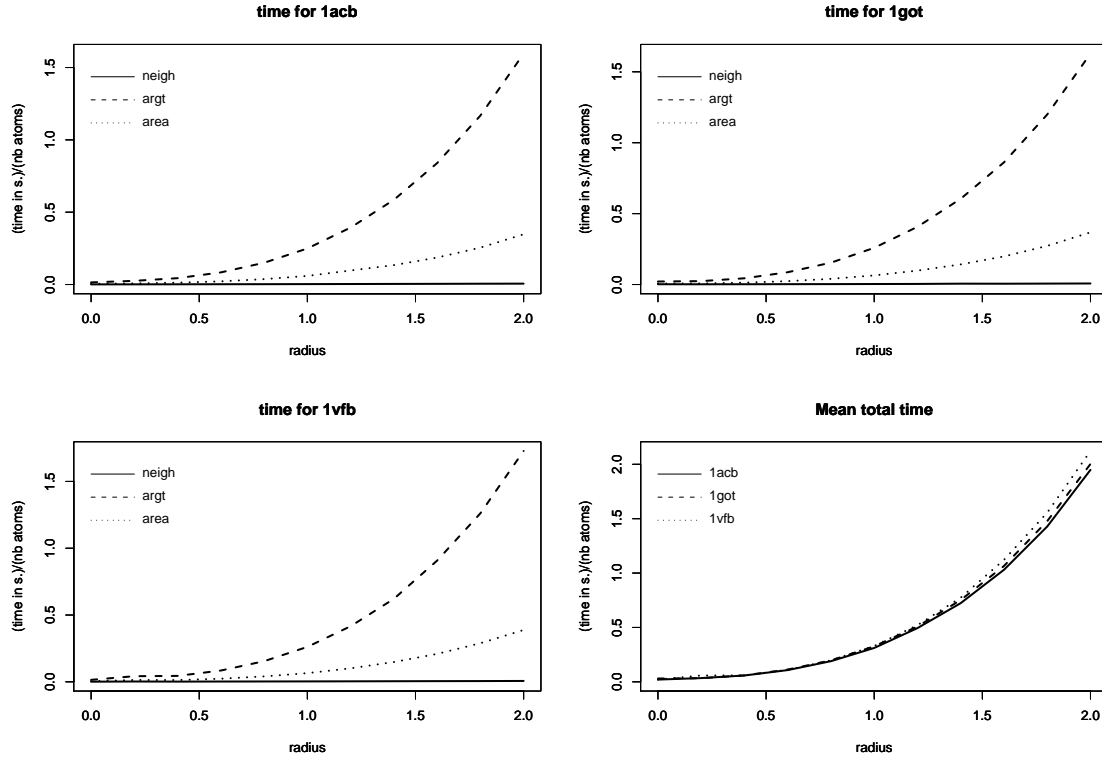 time for 1acb
(time in s.)/(nb atoms)
0.0 0.5 1.0 1.5
neigh
argt
area
0.0 0.5 1.0 1.5 2.0
radius
time for 1got
(time in s.)/(nb atoms)
0.0 0.5 1.0 1.5
neigh
argt
area
0.0 0.5 1.0 1.5 2.0
radius
time for 1vfb
(time in s.)/(nb atoms)
0.0 0.5 1.0 1.5
neigh
argt
area
0.0 0.5 1.0 1.5 2.0
radius
Mean total time
(time in s.)/(nb atoms)
0.0 0.5 1.0 1.5 2.0
1acb
1got
1vfb
0.0 0.5 1.0 1.5 2.0
radius